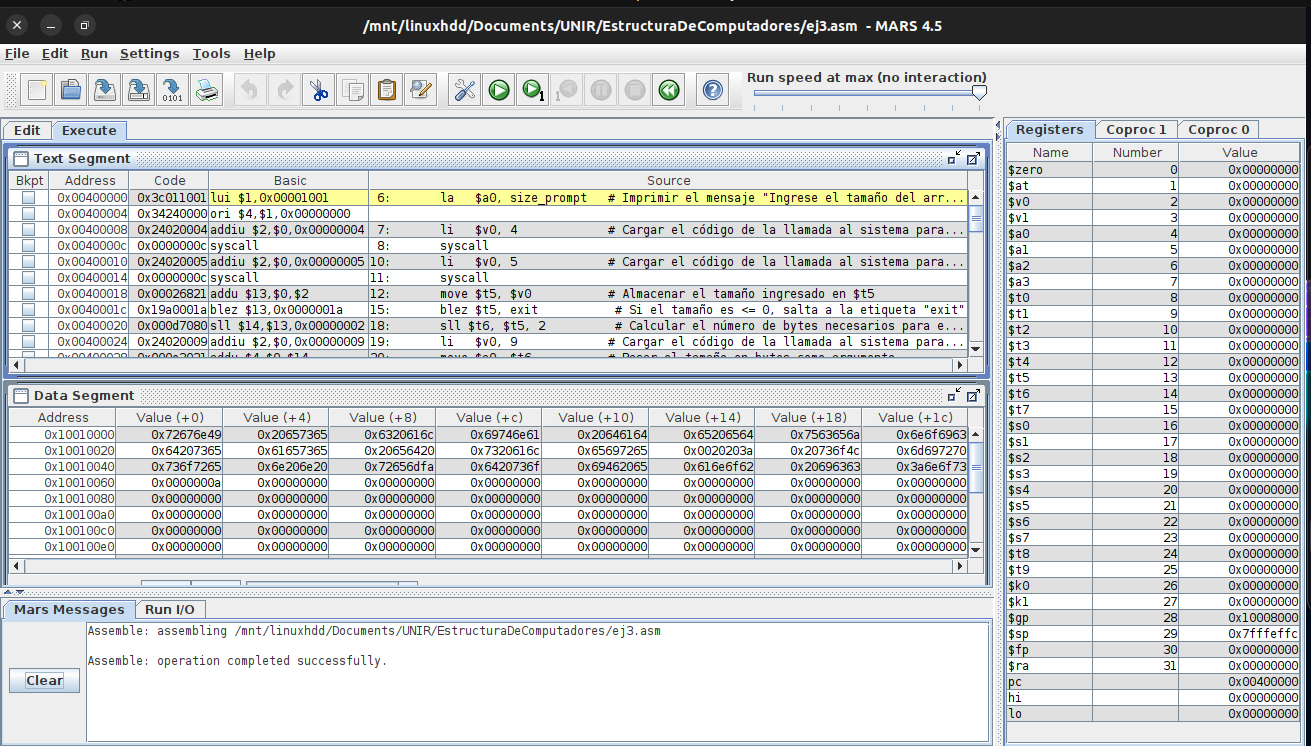 /mnt/linuxhdd/Documents/UNIR/EstructuraDeComputadores/ej3.asm - MARS 4.5
File Edit Run Settings Tools Help
Run speed at max (no interaction)
Edit Execute
Text Segment
Bkpt Address Code Basic Source
0x00400000 0x3c011001 lui $1,0x00001001 6: la $a0, size_prompt # Imprimir el mensaje "Ingrese el tamaño del arr...
0x00400004 0x34240000 ori $4,$1,0x00000000
0x00400008 0x24020004 addiu $2,$0,0x00000004 7: li $v0, 4 # Cargar el código de la llamada al sistema para...
0x0040000c 0x0000000c syscall 8: syscall
0x00400010 0x24020005 addiu $2,$0,0x00000005 10: li $v0, 5 # Cargar el código de la llamada al sistema para...
0x00400014 0x0000000c syscall 11: syscall
0x00400018 0x00026821 addu $13,$0,$2 12: move $t5, $v0 # Almacenar el tamaño ingresado en $t5
0x0040001c 0x19a0001a blez $13,0x0000001a 15: blez $t5, exit # Si el tamaño es <= 0, salta a la etiqueta "exit"
0x00400020 0x000d7080 sll $14,$13,0x00000002 18: sll $t6, $t5, 2 # Calcular el número de bytes necesarios para e...
0x00400024 0x24020009 addiu $2,$0,0x00000009 19: li $v0, 9 # Cargar el código de la llamada al sistema para...
Data Segment
Address Value (+0) Value (+4) Value (+8) Value (+c) Value (+10) Value (+14) Value (+18) Value (+1c)
0x10010000 0x72676e49 0x20657365 0x6320616c 0x69746e61 0x20646164 0x65206564 0x7563656a 0x6e6f6963
0x10010020 0x64207365 0x61657365 0x20656420 0x7320616c 0x65697265 0x0020203a 0x20736f4c 0x6d697270
0x10010040 0x736f7265 0x6e206e20 0x72656dfa 0x6420736f 0x69462065 0x616e6f62 0x20696363 0x3a6e6f73
0x10010060 0x0000000a 0x00000000 0x00000000 0x00000000 0x00000000 0x00000000 0x00000000 0x00000000
0x10010080 0x00000000 0x00000000 0x00000000 0x00000000 0x00000000 0x00000000 0x00000000 0x00000000
0x100100a0 0x00000000 0x00000000 0x00000000 0x00000000 0x00000000 0x00000000 0x00000000 0x00000000
0x100100c0 0x00000000 0x00000000 0x00000000 0x00000000 0x00000000 0x00000000 0x00000000 0x00000000
0x100100e0 0x00000000 0x00000000 0x00000000 0x00000000 0x00000000 0x00000000 0x00000000 0x00000000
Mars Messages Run I/O
Assemble: assembling /mnt/linuxhdd/Documents/UNIR/EstructuraDeComputadores/ej3.asm
Assemble: operation completed successfully.
Clear
Registers Coproc 1 Coproc 0
Name Number Value
$zero 0 0x00000000
$at 1 0x00000000
$v0 2 0x00000000
$v1 3 0x00000000
$a0 4 0x00000000
$a1 5 0x00000000
$a2 6 0x00000000
$a3 7 0x00000000
$t0 8 0x00000000
$t1 9 0x00000000
$t2 10 0x00000000
$t3 11 0x00000000
$t4 12 0x00000000
$t5 13 0x00000000
$t6 14 0x00000000
$t7 15 0x00000000
$s0 16 0x00000000
$s1 17 0x00000000
$s2 18 0x00000000
$s3 19 0x00000000
$s4 20 0x00000000
$s5 21 0x00000000
$s6 22 0x00000000
$s7 23 0x00000000
$t8 24 0x00000000
$t9 25 0x00000000
$k0 26 0x00000000
$k1 27 0x00000000
$gp 28 0x10008000
$sp 29 0x7fffeffc
$fp 30 0x00000000
$ra 31 0x00000000
pc 0x00400000
hi 0x00000000
lo 0x00000000